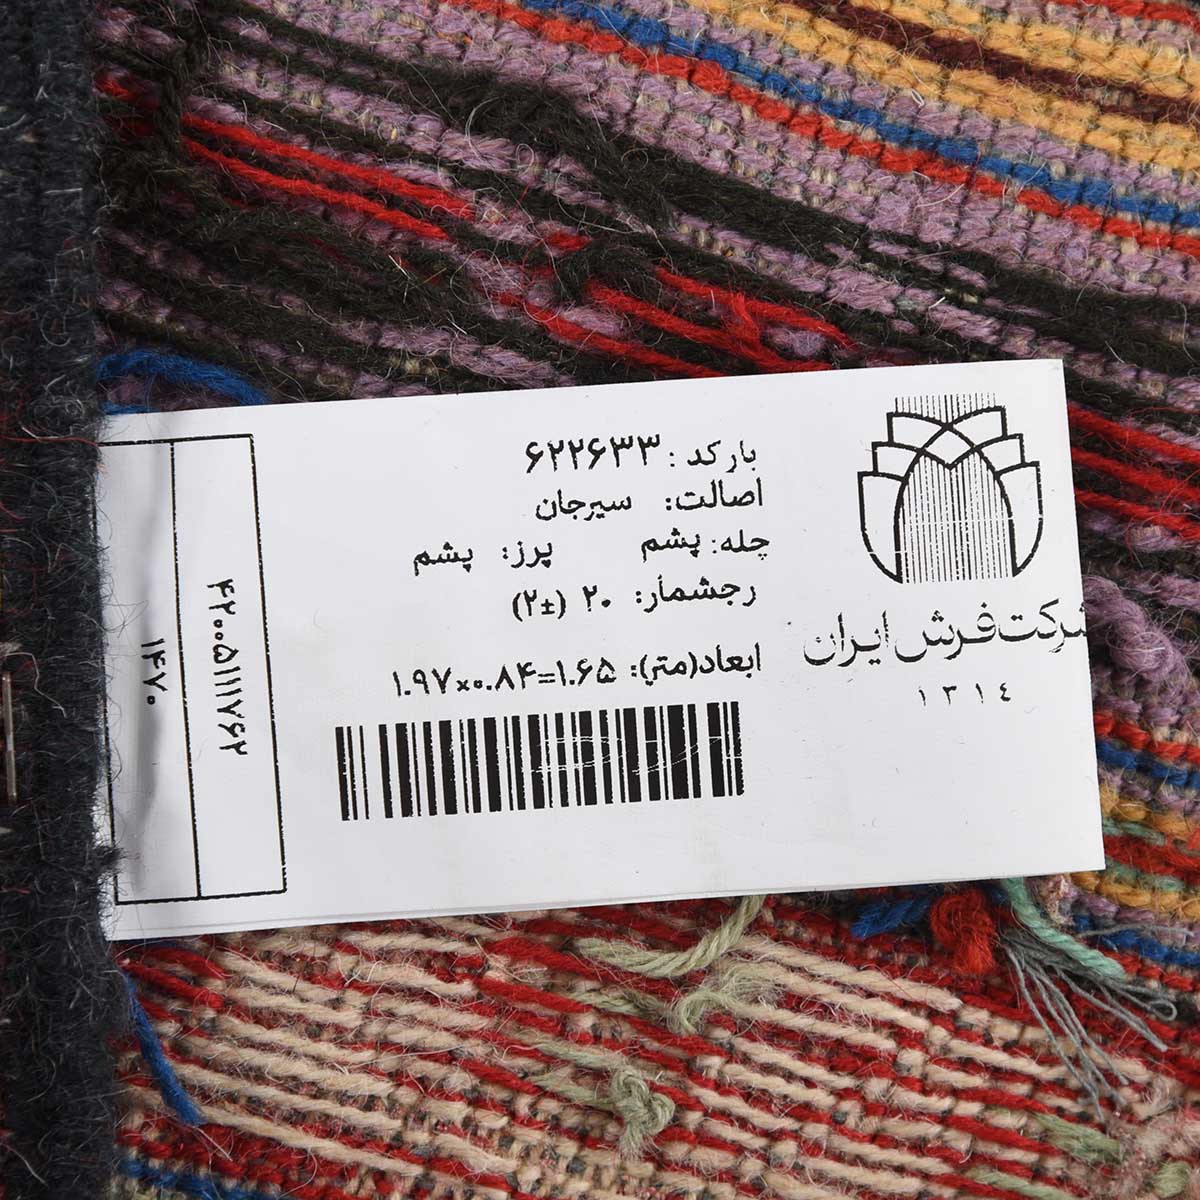 بارکد: ۶۲۲۶۳۳
اصالت: سیرجان
چله: پشم پرز: پشم
رجشمار: ۲۰ (±۲)
ابعاد(متر): ۱.۹۷×۰.۸۴=۱.۶۵
شرکت فرش ایران
۱۳۱٤
۴۲۰۰۵۱۱۱۷۶۲
۱۴۷۰